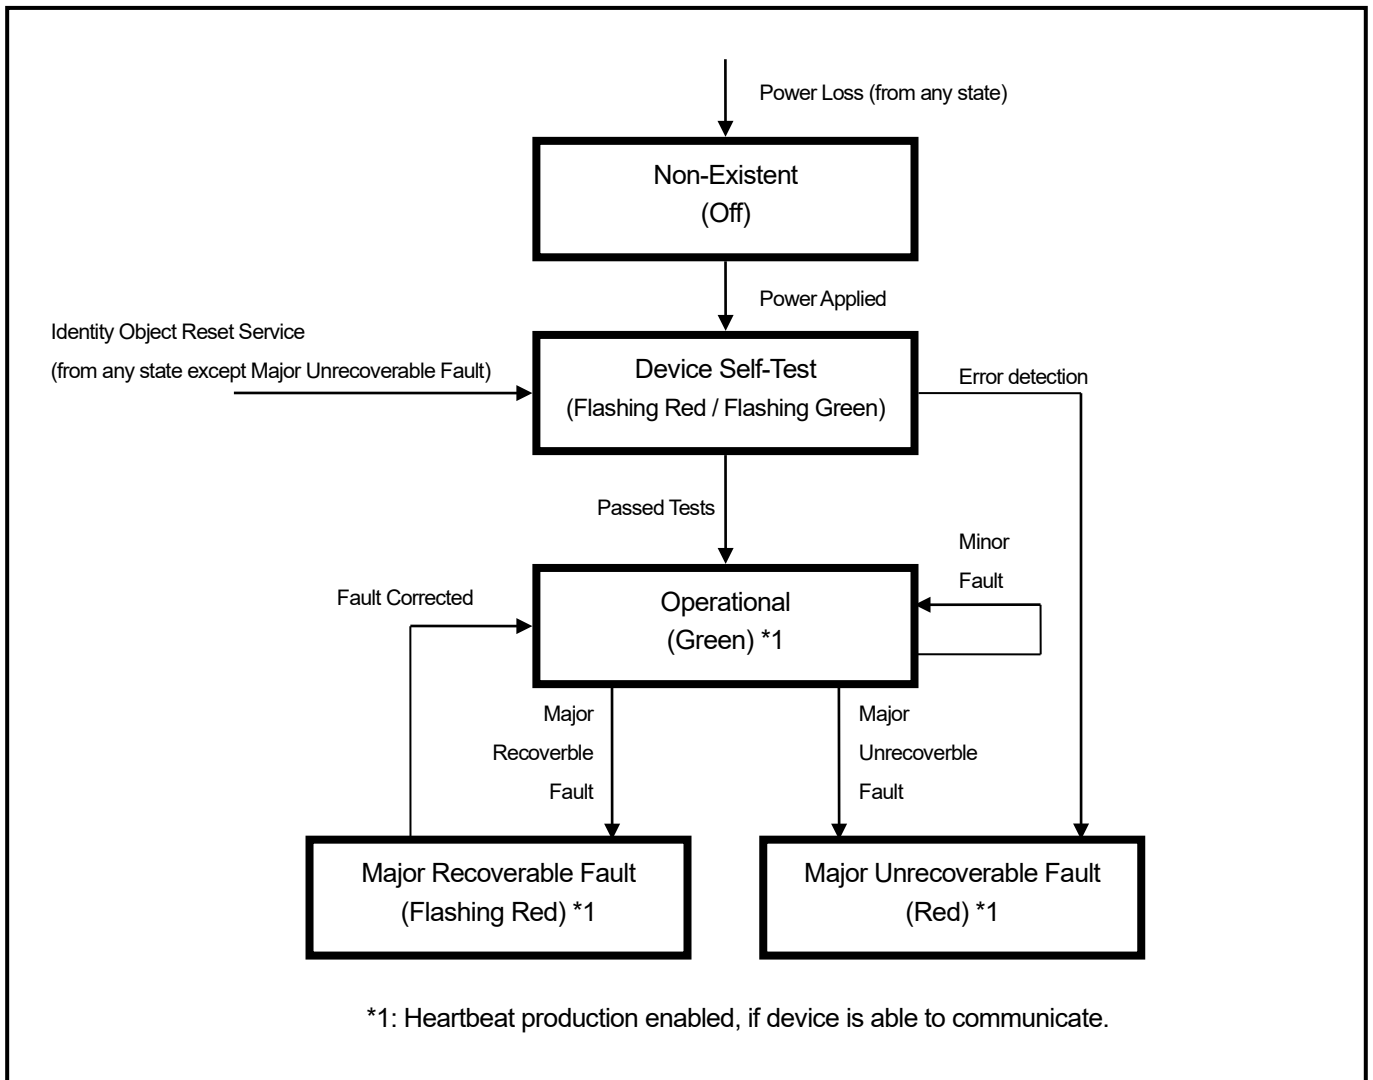 Power Loss (from any state)
Non-Existent
(Off)
Power Applied
Identity Object Reset Service
(from any state except Major Unrecoverable Fault)
Device Self-Test
(Flashing Red / Flashing Green)
Error detection
Passed Tests
Minor
Fault
Fault Corrected
Operational
(Green) *1
Major
Recoverble
Fault
Major
Unrecoverble
Fault
Major Recoverable Fault
(Flashing Red) *1
Major Unrecoverable Fault
(Red) *1
*1: Heartbeat production enabled, if device is able to communicate.